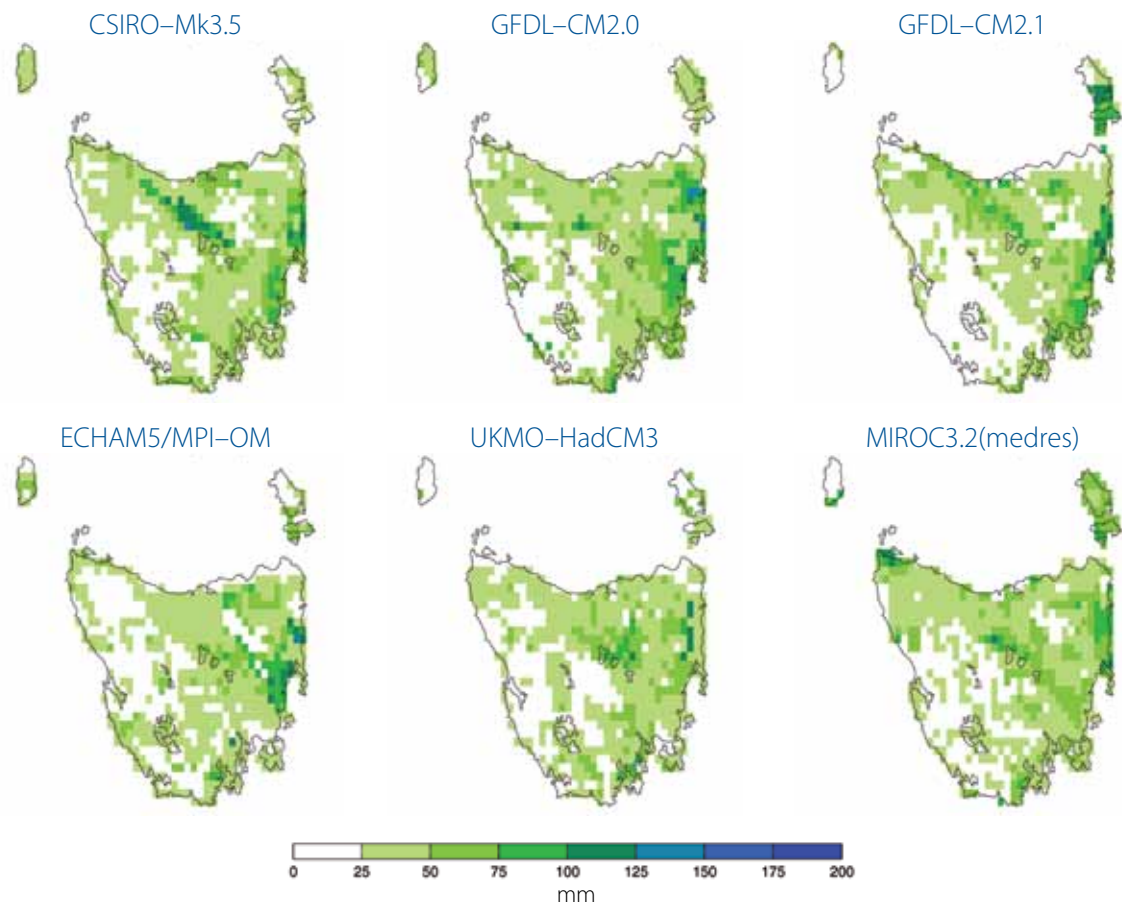 CSIRO–Mk3.5 GFDL–CM2.0 GFDL–CM2.1
ECHAM5/MPI–OM UKMO–HadCM3 MIROC3.2(medres)
0 25 50 75 100 125 150 175 200
mm